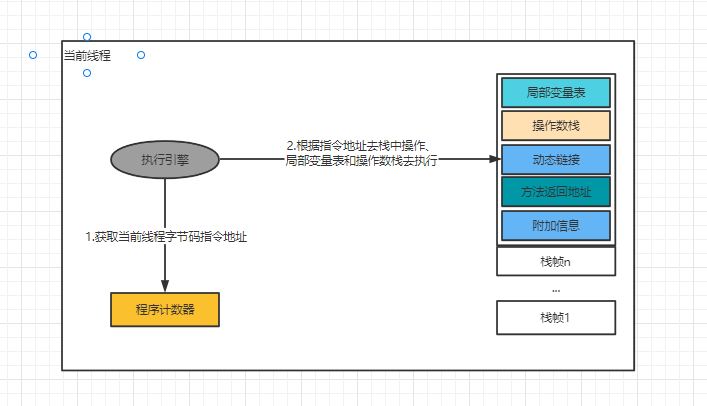 当前线程
局部变量表
操作数栈
2.根据指令地址去栈中操作、
局部变量表和操作数栈去执行
执行引擎
动态链接
方法返回地址
附加信息
1.获取当前线程字节码指令地址
栈帧n
...
程序计数器
栈帧1